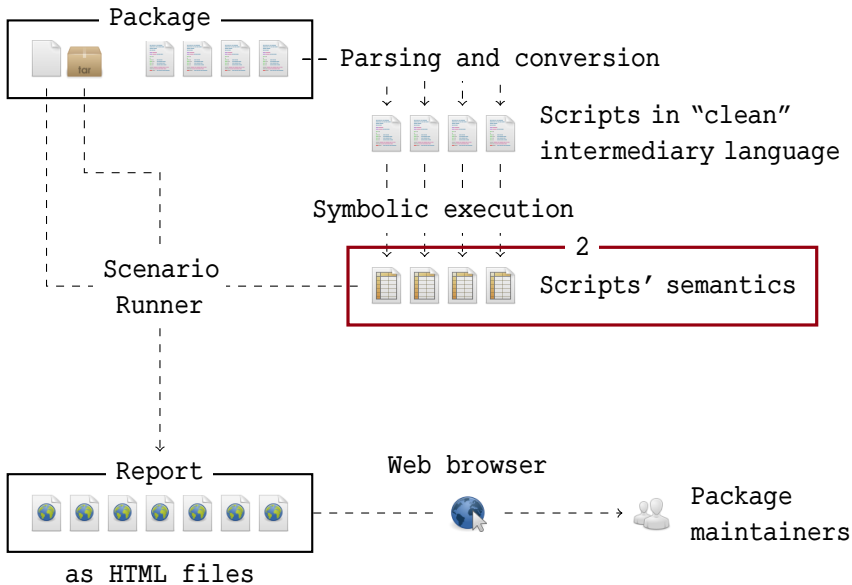 Package
tar
Parsing and conversion
Scripts in “clean”
intermediary language
Symbolic execution
2
Scripts’ semantics
Scenario
Runner
Report
as HTML files
Web browser
Package
maintainers